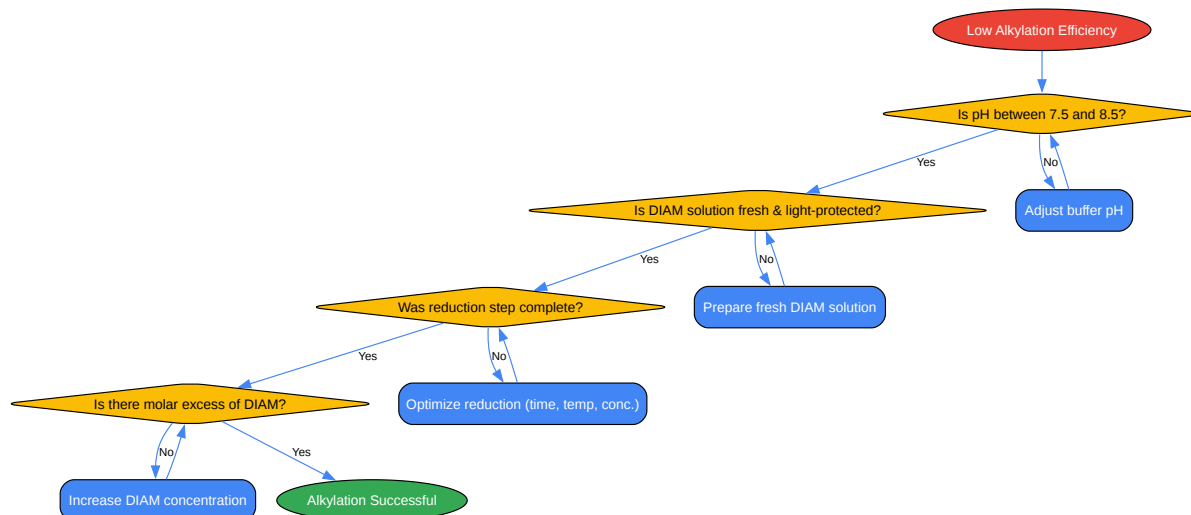 Low Alkylation Efficiency
Is pH between 7.5 and 8.5?
Yes
No
Is DIAM solution fresh & light-protected?
Adjust buffer pH
Yes
No
Was reduction step complete?
Prepare fresh DIAM solution
Yes
No
Is there molar excess of DIAM?
Optimize reduction (time, temp, conc.)
No
Yes
Increase DIAM concentration
Alkylation Successful